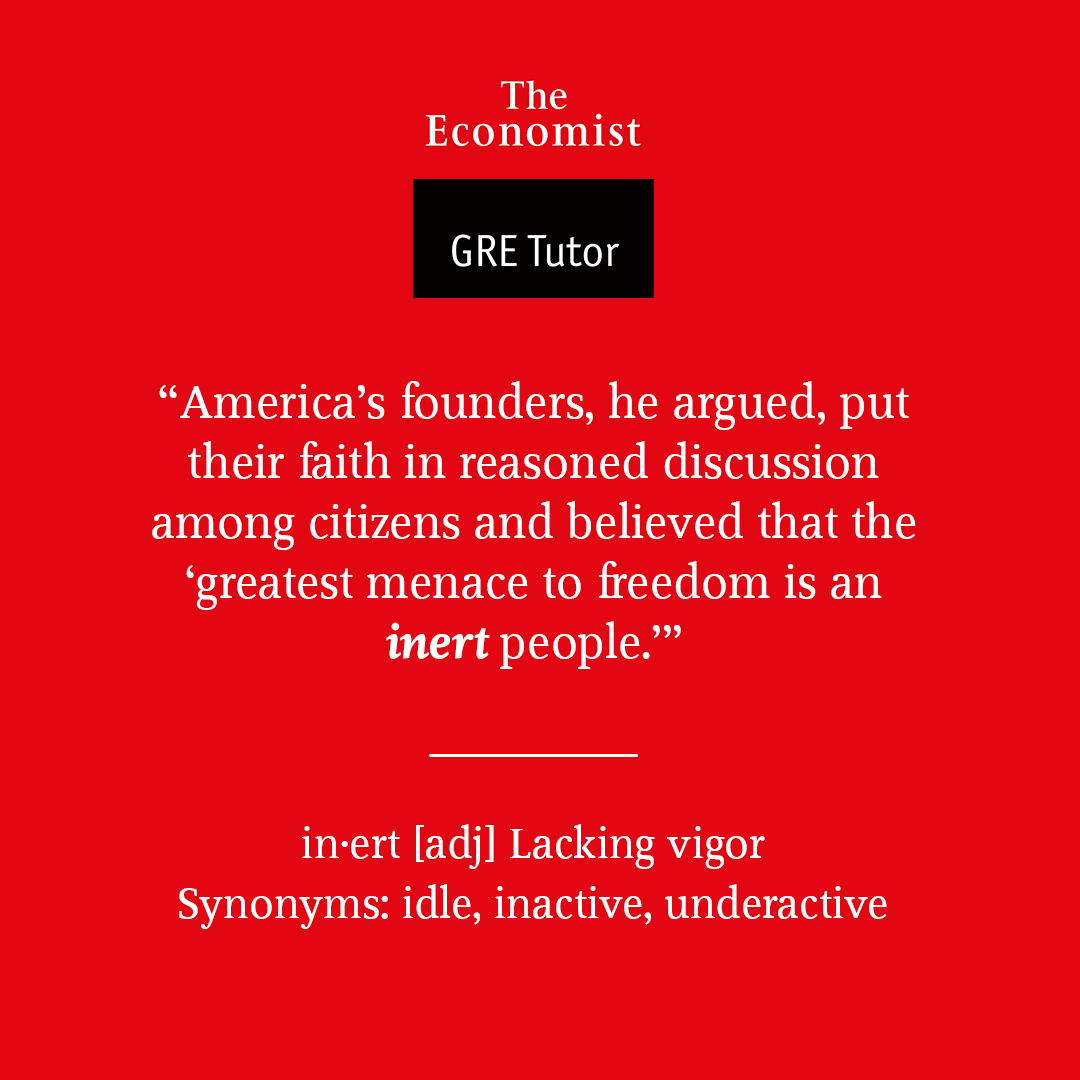 The
Economist
GRE Tutor
“America’s founders, he argued, put
their faith in reasoned discussion
among citizens and believed that the
‘greatest menace to freedom is an
inert people.’”
in·ert [adj] Lacking vigor
Synonyms: idle, inactive, underactive